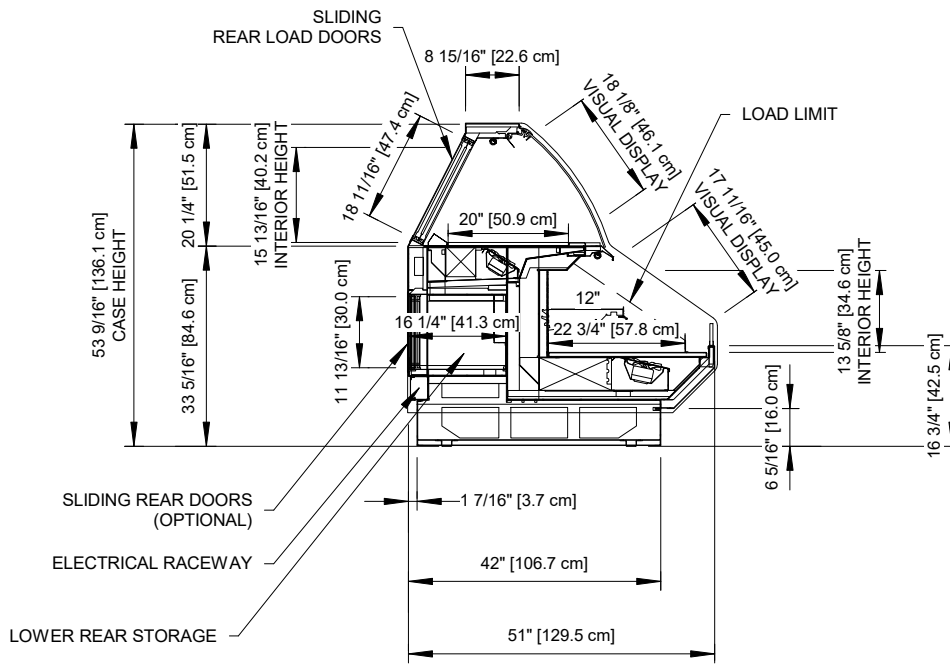 SLIDING
REAR LOAD DOORS
8 15/16" [22.6 cm]
18 1/8" [46.1 cm]
VISUAL DISPLAY
LOAD LIMIT
17 11/16" [45.0 cm]
VISUAL DISPLAY
53 9/16" [136.1 cm]
CASE HEIGHT
20 1/4" [51.5 cm]
15 13/16" [40.2 cm]
INTERIOR HEIGHT
18 11/16" [47.4 cm]
20" [50.9 cm]
33 5/16" [84.6 cm]
11 13/16" [30.0 cm]
16 1/4" [41.3 cm]
12"
22 3/4" [57.8 cm]
13 5/8" [34.6 cm]
INTERIOR HEIGHT
6 5/16" [16.0 cm]
16 3/4" [42.5 cm]
SLIDING REAR DOORS
(OPTIONAL)
1 7/16" [3.7 cm]
ELECTRICAL RACEWAY
42" [106.7 cm]
LOWER REAR STORAGE
51" [129.5 cm]